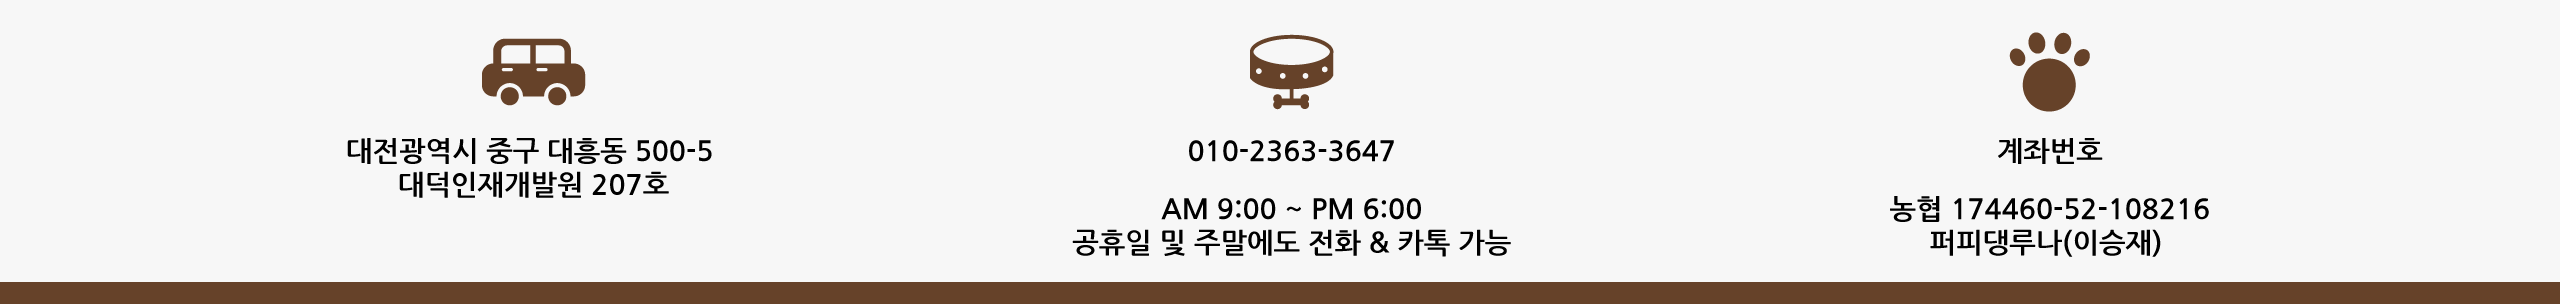 대전광역시 중구 대흥동 500-5
대덕인재개발원 207호
010-2363-3647
AM 9:00 ~ PM 6:00
공휴일 및 주말에도 전화 & 카톡 가능
계좌번호
농협 174460-52-108216
퍼피댕루나(이승재)